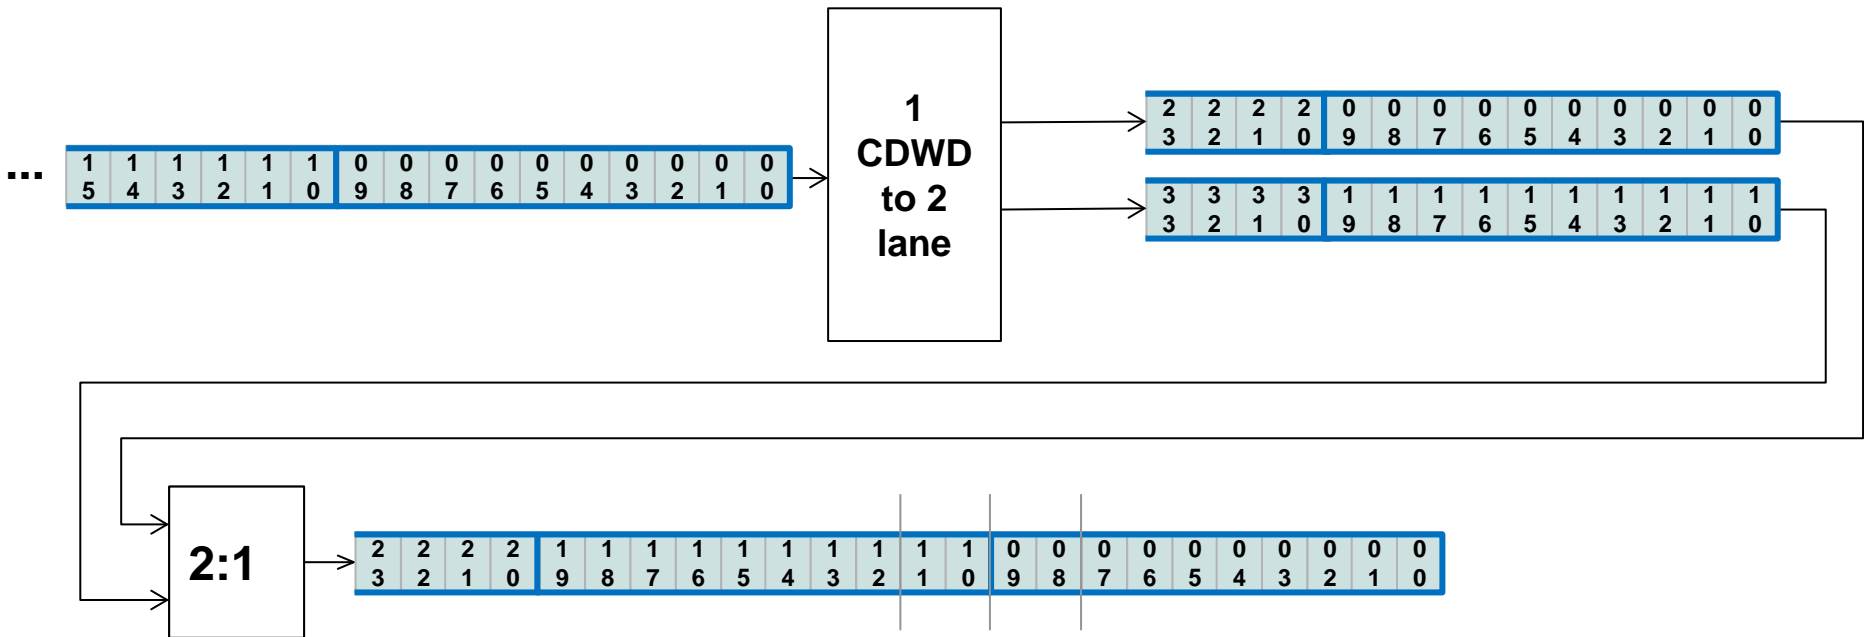 1
CDWD
to 2
lane
2 2 2 2 0 0 0 0 0 0 0 0 0 0
3 2 1 0 9 8 7 6 5 4 3 2 1 0
... 1 1 1 1 1 1 0 0 0 0 0 0 0 0 0 0
5 4 3 2 1 0 9 8 7 6 5 4 3 2 1 0
3 3 3 3 1 1 1 1 1 1 1 1 1 1
3 2 1 0 9 8 7 6 5 4 3 2 1 0
2:1
2 2 2 2 1 1 1 1 1 1 1 1 1 1 0 0 0 0 0 0 0 0 0 0
3 2 1 0 9 8 7 6 5 4 3 2 1 0 9 8 7 6 5 4 3 2 1 0